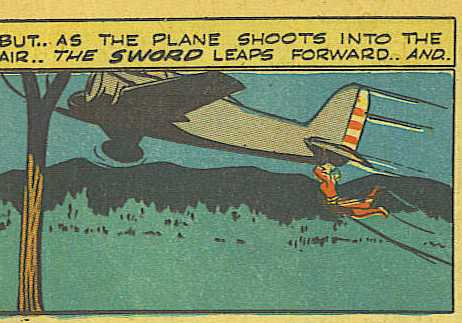 BUT.. AS THE PLANE SHOOTS INTO THE
AIR.. THE SWORD LEAPS FORWARD.. AND..